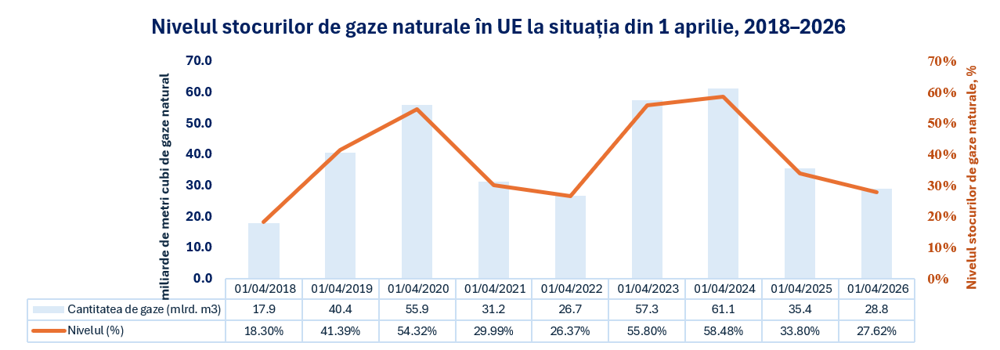 Nivelul stocurilor de gaze naturale în UE la situația din 1 aprilie, 2018–2026
miliarde de metri cubi de gaze natural
70.0
60.0
50.0
40.0
30.0
20.0
10.0
0.0
70%
60%
50%
40%
30%
20%
10%
0%
Nivelul stocurilor de gaze naturale, %
01/04/2018 01/04/2019 01/04/2020 01/04/2021 01/04/2022 01/04/2023 01/04/2024 01/04/2025 01/04/2026
Cantitatea de gaze (mlrd. m3) 17.9 40.4 55.9 31.2 26.7 57.3 61.1 35.4 28.8
Nivelul (%) 18.30% 41.39% 54.32% 29.99% 26.37% 55.80% 58.48% 33.80% 27.62%